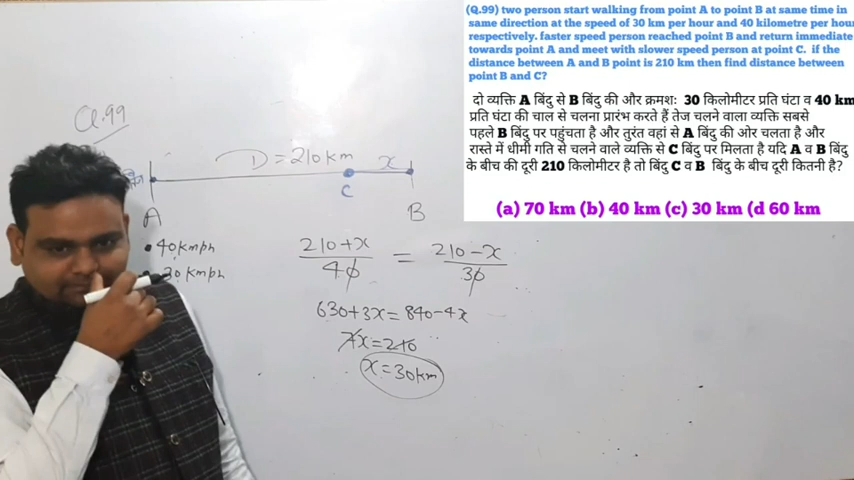 (Q.99) two person start walking from point A to point B at same time in
same direction at the speed of 30 km per hour and 40 kilometre per hour
respectively. faster speed person reached point B and return immediate
towards point A and meet with slower speed person at point C. if the
distance between A and B point is 210 km then find distance between
point B and C?
दो व्यक्ति A बिंदु से B बिंदु की और क्रमशः 30 किलोमीटर प्रति घंटा व 40 km
प्रति घंटा की चाल से चलना प्रारंभ करते हैं तेज चलने वाला व्यक्ति सबसे
पहले B बिंदु पर पहुंचता है और तुरंत वहां से A बिंदु की ओर चलता है और
रास्ते में धीमी गति से चलने वाले व्यक्ति से C बिंदु पर मिलता है यदि A व B बिंदु
के बीच की दूरी 210 किलोमीटर है तो बिंदु C व B बिंदु के बीच दूरी कितनी है?
(a) 70 km (b) 40 km (c) 30 km (d 60 km
Q.99
D = 210km
x
C
A
B
40kmph
30kmph
210+x = 210-x
40 30
630+3x = 840-4x
7x = 210
x = 30km